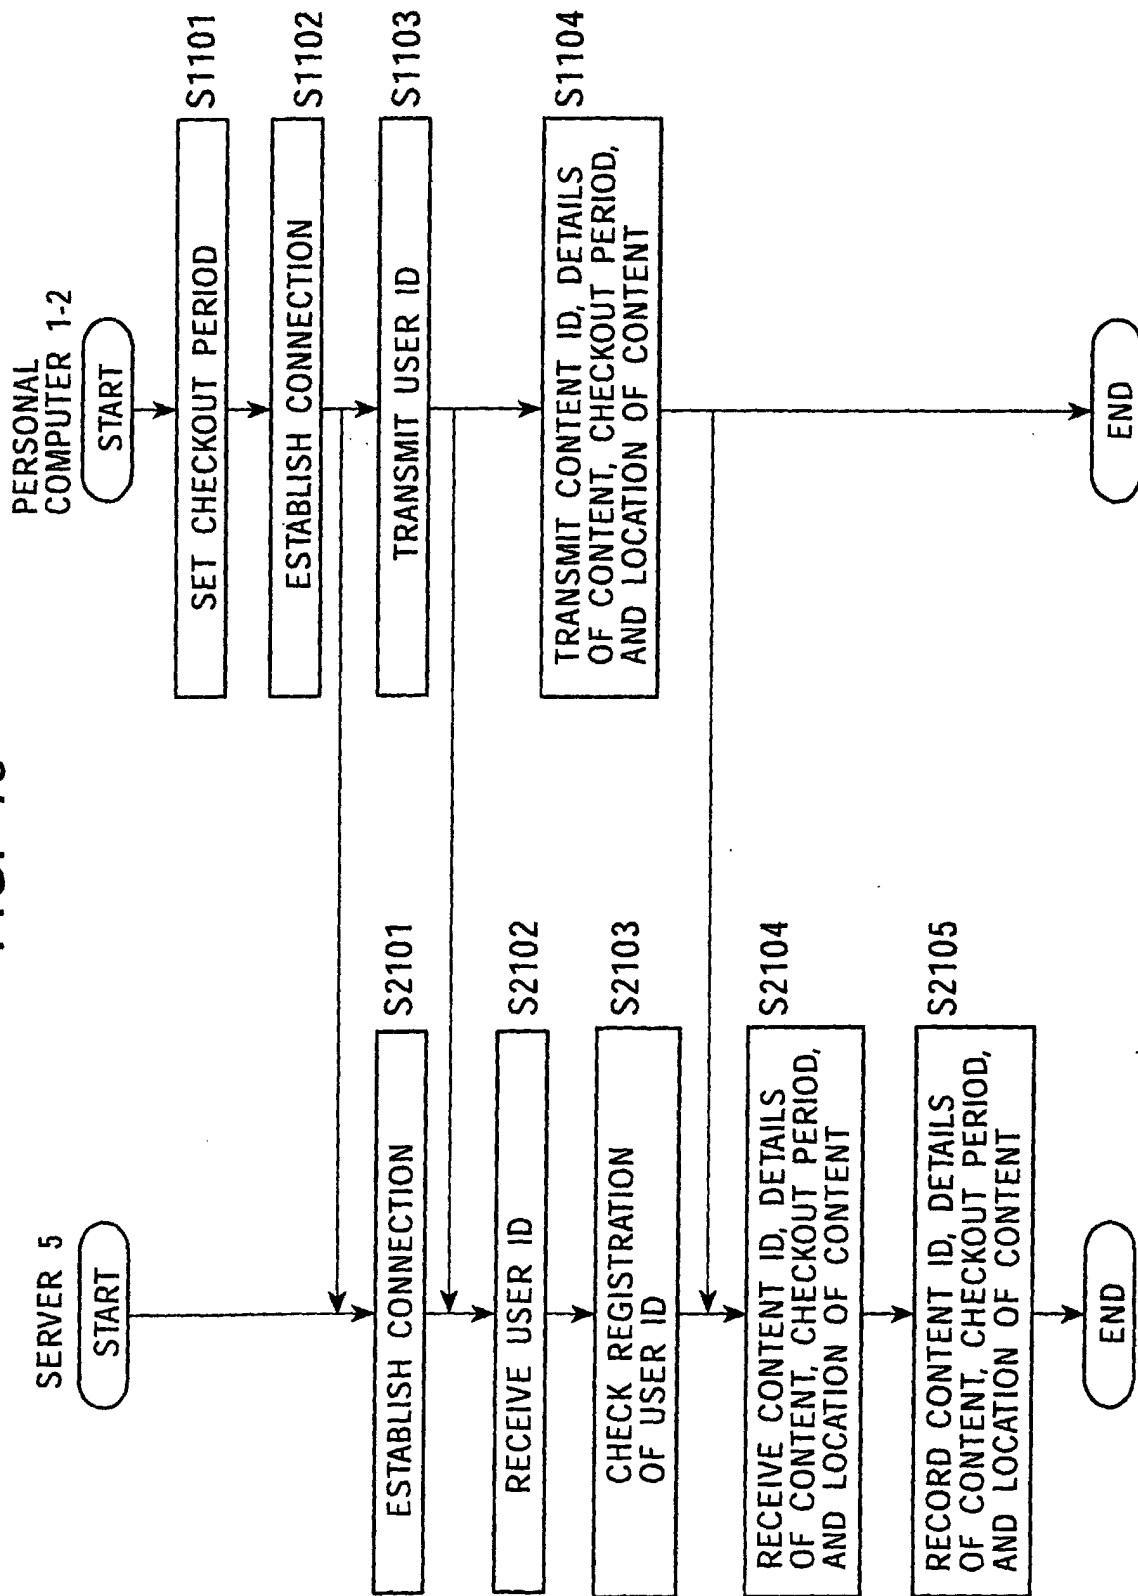 SERVER 5
START
ESTABLISH CONNECTION
S2101
RECEIVE USER ID
S2102
CHECK REGISTRATION
OF USER ID
S2103
RECEIVE CONTENT ID, DETAILS
OF CONTENT, CHECKOUT PERIOD,
AND LOCATION OF CONTENT
S2104
RECORD CONTENT ID, DETAILS
OF CONTENT, CHECKOUT PERIOD,
AND LOCATION OF CONTENT
S2105
END
PERSONAL
COMPUTER 1-2
START
SET CHECKOUT PERIOD
S1101
ESTABLISH CONNECTION
S1102
TRANSMIT USER ID
S1103
TRANSMIT CONTENT ID, DETAILS
OF CONTENT, CHECKOUT PERIOD,
AND LOCATION OF CONTENT
S1104
END